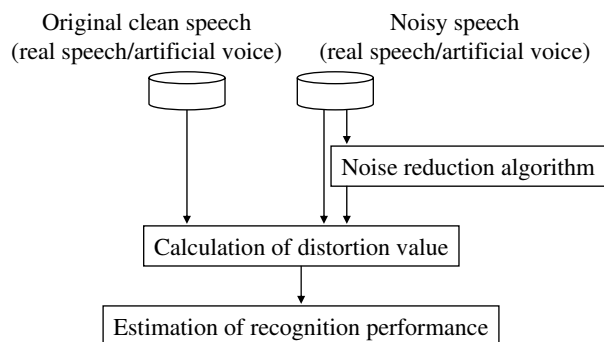 Original clean speech
(real speech/artificial voice)
Noisy speech
(real speech/artificial voice)
Noise reduction algorithm
Calculation of distortion value
Estimation of recognition performance